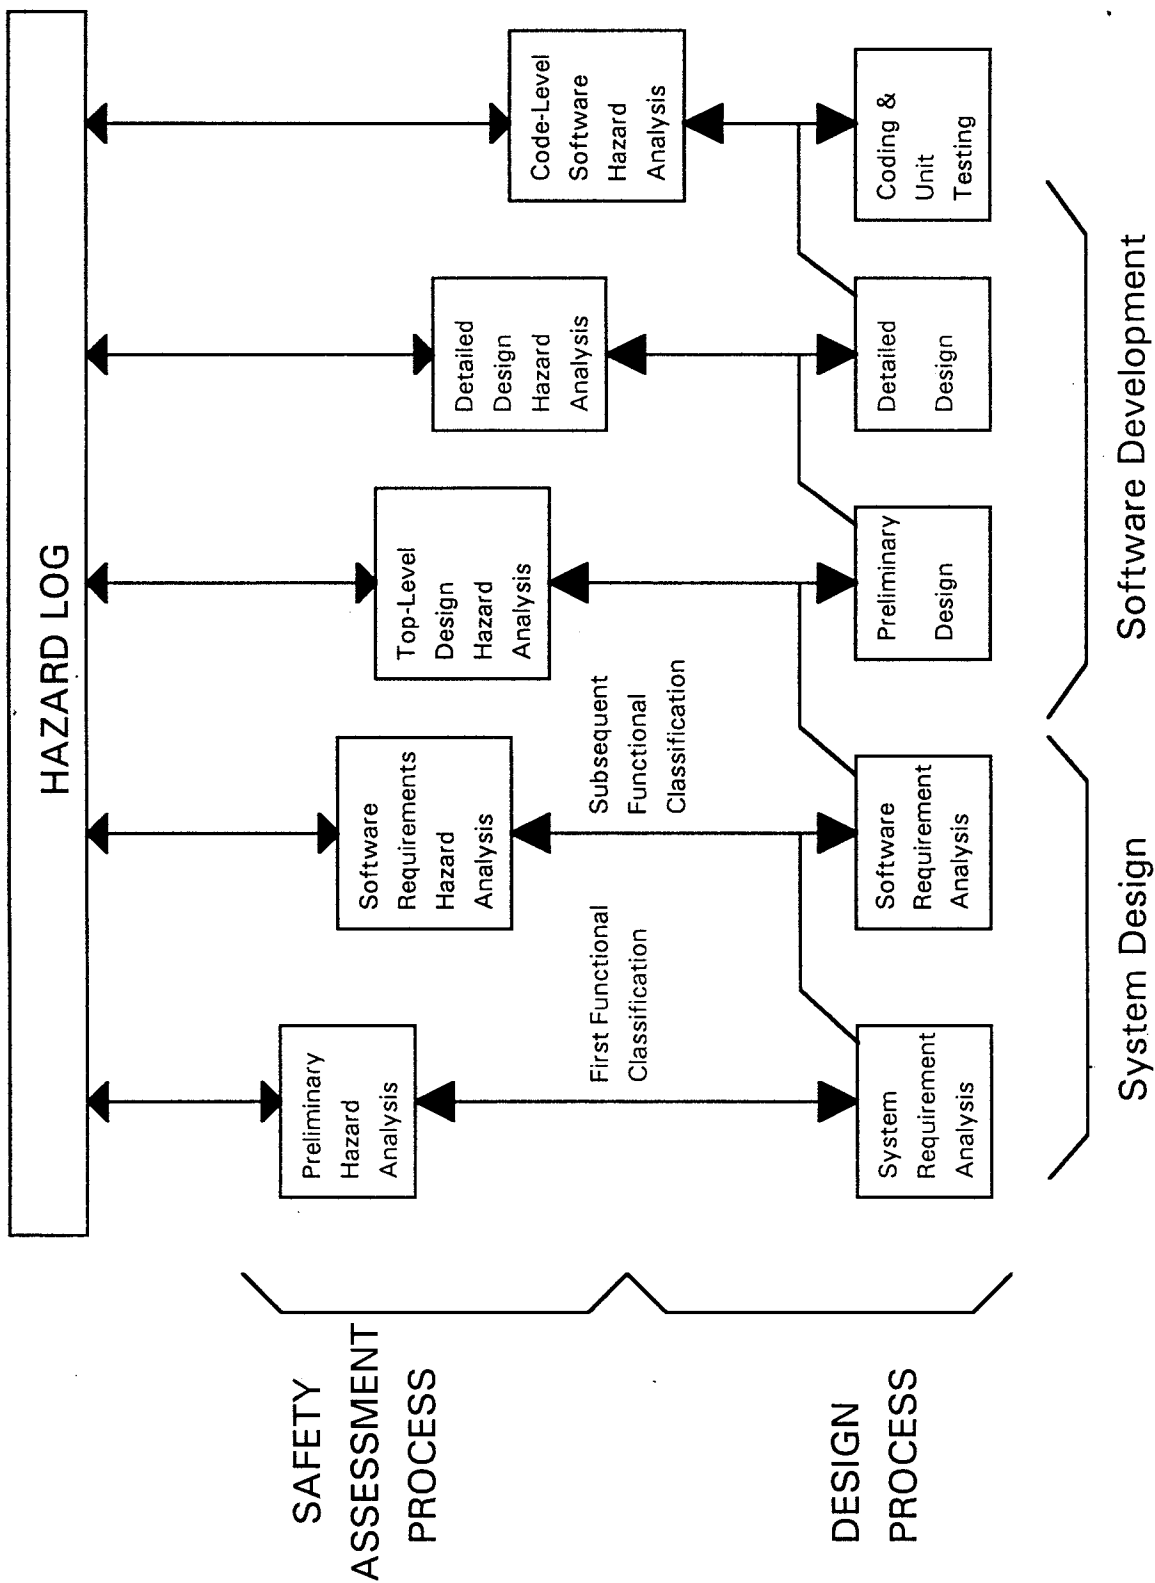 HAZARD LOG
Preliminary
Hazard
Analysis
Software
Requirements
Hazard
Analysis
Top-Level
Design
Hazard
Analysis
Detailed
Design
Hazard
Analysis
Code-Level
Software
Hazard
Analysis
SAFETY
ASSESSMENT
PROCESS
First Functional
Classification
Subsequent
Functional
Classification
DESIGN
PROCESS
System
Requirement
Analysis
Software
Requirement
Analysis
Preliminary
Design
Detailed
Design
Coding &
Unit
Testing
System Design
Software Development